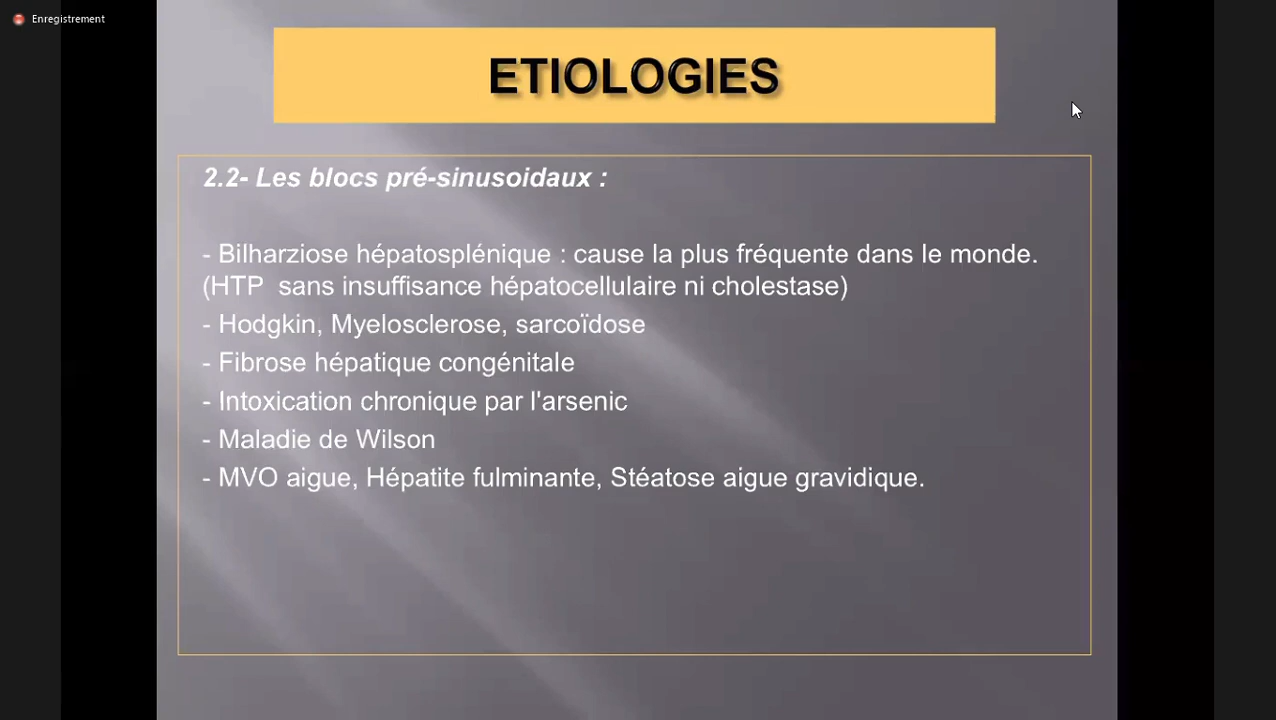 Enregistrement
ETIOLOGIES
2.2- Les blocs pré-sinusoidaux :
- Bilharziose hépatosplénique : cause la plus fréquente dans le monde.
(HTP sans insuffisance hépatocellulaire ni cholestase)
- Hodgkin, Myelosclerose, sarcoïdose
- Fibrose hépatique congénitale
- Intoxication chronique par l'arsenic
- Maladie de Wilson
- MVO aigue, Hépatite fulminante, Stéatose aigue gravidique.